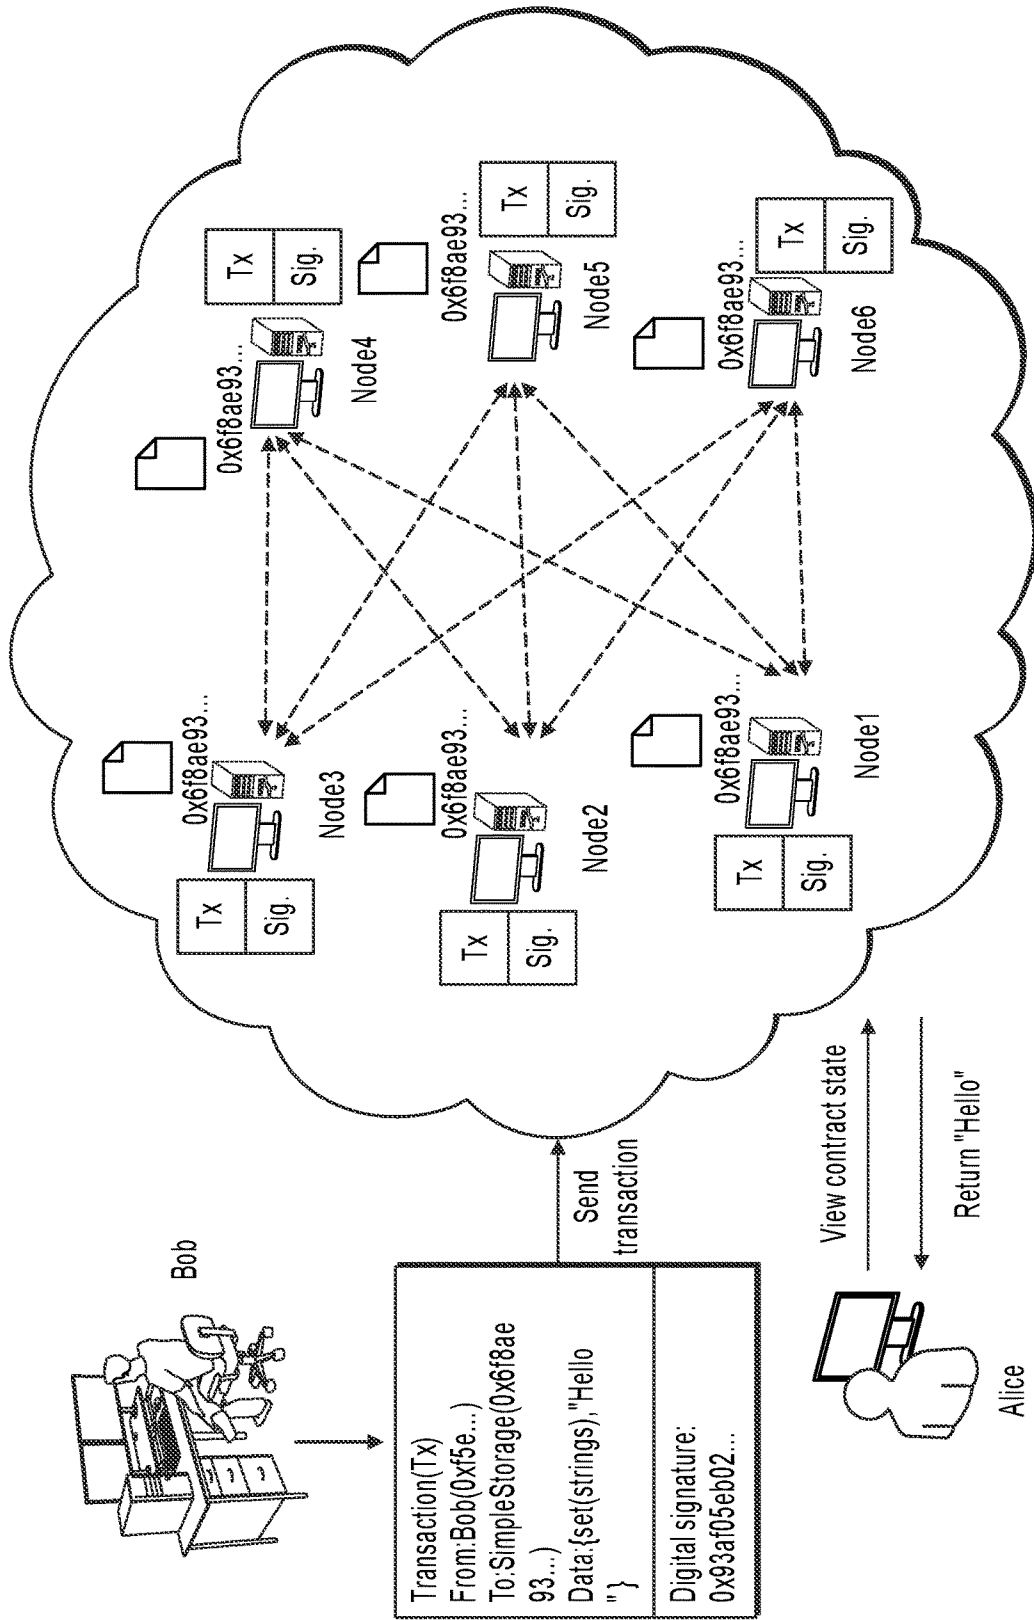 Bob
Transaction(Tx)
From:Bob(0xf5e...)
To:SimpleStorage(0x6f8ae
93...)
Data:{set(strings),"Hello
" }
Digital signature:
0x93af05eb02...
Send
transaction
Alice
View contract state
Return "Hello"
0x6f8ae93...
Tx
Sig.
Node3
0x6f8ae93...
Tx
Sig.
Node2
0x6f8ae93...
Tx
Sig.
Node1
0x6f8ae93...
Tx
Sig.
Node4
0x6f8ae93...
Tx
Sig.
Node5
0x6f8ae93...
Tx
Sig.
Node6